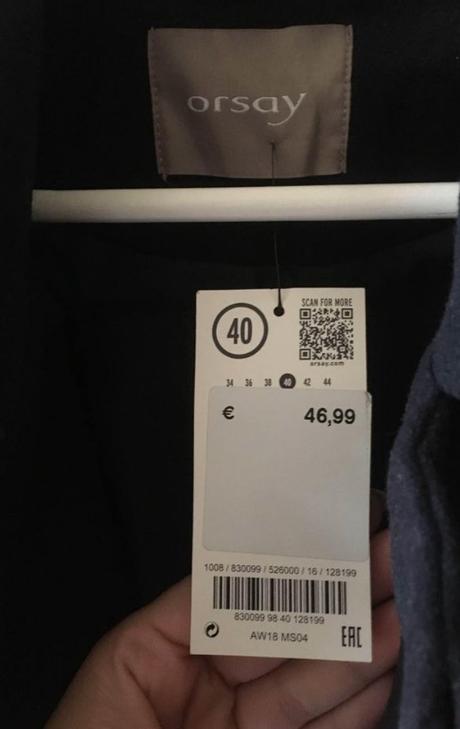 orsay
SCAN FOR MORE
40
orsay.com
34 36 38 40 42 44
€ 46,99
1008 / 830099 / 526000 / 16 / 128199
830099 98 40 128199
AW18 MS04
EAC